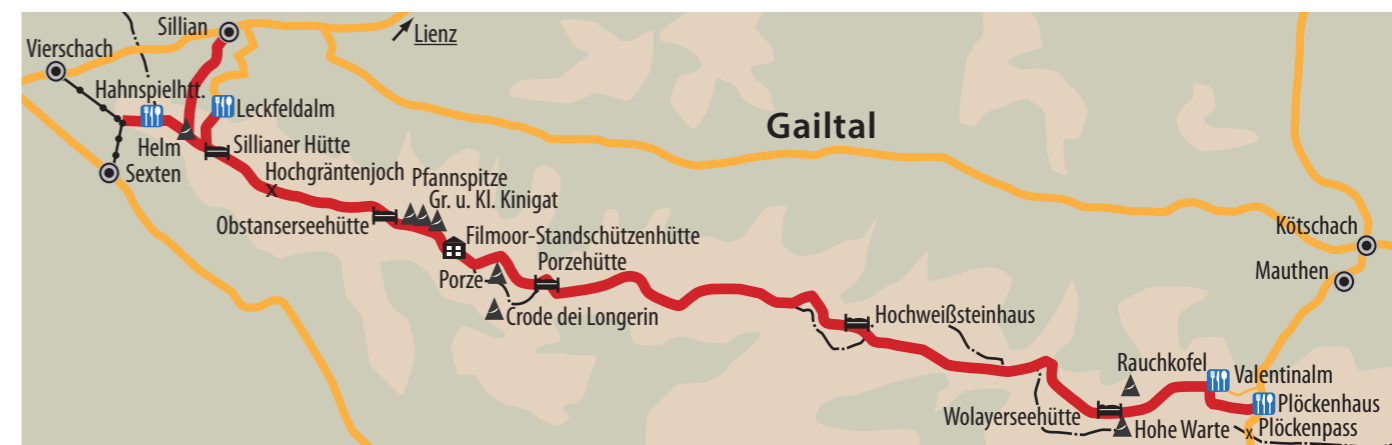 Sillian
Lienz
Vierschach
Hahnspielhtt.
Leckfeldalm
Gailtal
Helm
Sillianer Hütte
Sexten
Hochgräntenjoch
Pfannspitze
Gr. u. Kl. Kinigat
Obstanserseehütte
Filmoor-Standschützenhütte
Porzehütte
Porze
Crode dei Longerin
Kötschach
Mauthen
Hochweißsteinhaus
Rauchkofel
Valentinalm
Plöckenhaus
Wolayerseehütte
Hohe Warte
Plöckenpass